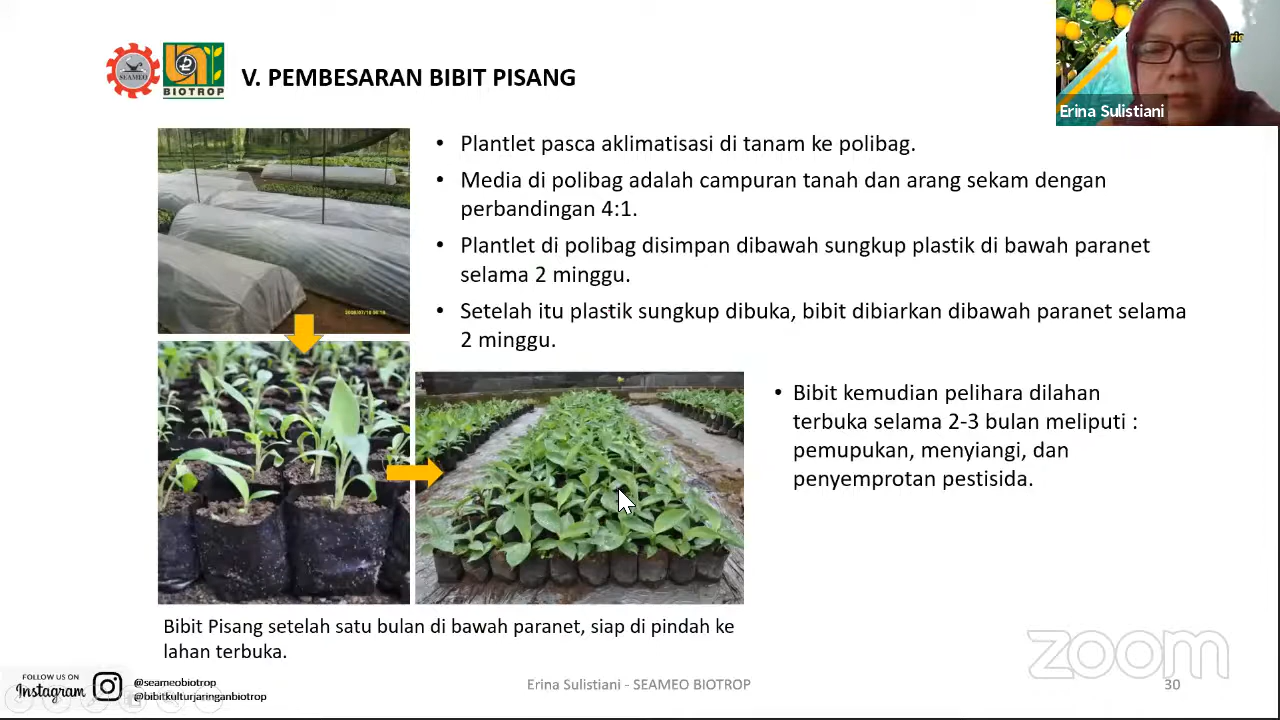 SEAMEO
BIOTROP
V. PEMBESARAN BIBIT PISANG
Erina Sulistiani
• Plantlet pasca aklimatisasi di tanam ke polibag.
• Media di polibag adalah campuran tanah dan arang sekam dengan
perbandingan 4:1.
• Plantlet di polibag disimpan dibawah sungkup plastik di bawah paranet
selama 2 minggu.
• Setelah itu plastik sungkup dibuka, bibit dibiarkan dibawah paranet selama
2 minggu.
• Bibit kemudian pelihara dilahan
terbuka selama 2-3 bulan meliputi :
pemupukan, menyiangi, dan
penyemprotan pestisida.
Bibit Pisang setelah satu bulan di bawah paranet, siap di pindah ke
lahan terbuka.
zoom
FOLLOW US ON
Instagram
@seameobiotrop
@bibitkulturjaringanbiotrop
Erina Sulistiani - SEAMEO BIOTROP
30